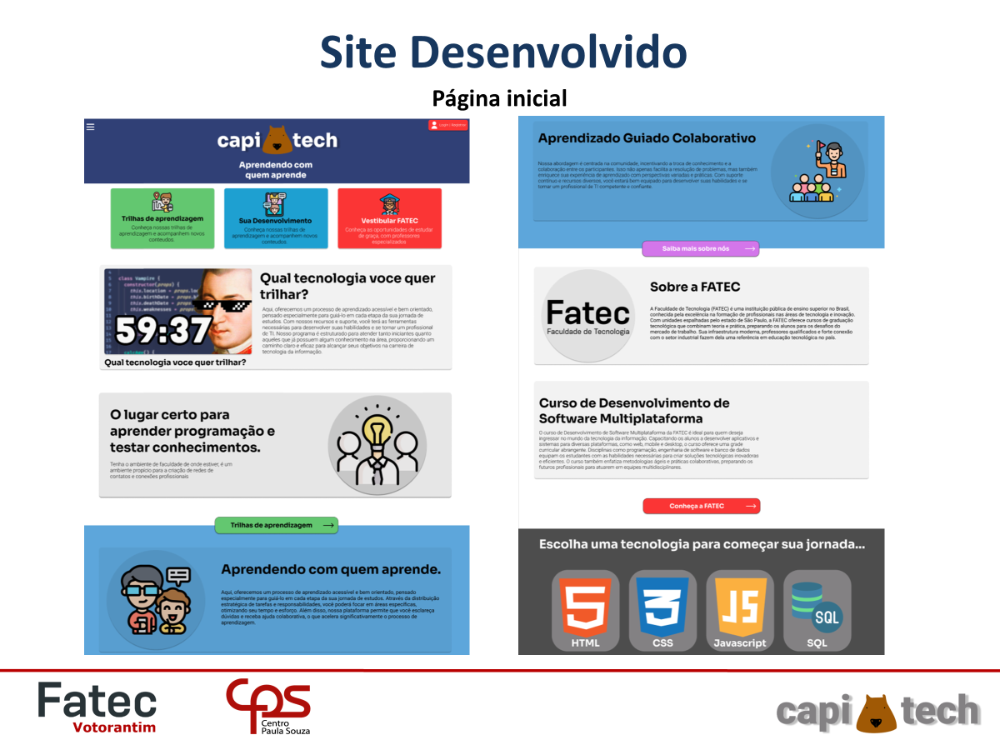 Site Desenvolvido
Página inicial
Login | Registrar
capi tech
Aprendendo com
quem aprende
Trilhas de aprendizagem
Conheça nossas trilhas de
aprendizagem e acompanhem novos
conteudos
Sua Desenvolvimento
Conheça nossas trilhas de
aprendizagem e acompanhem novos
conteudos
Vestibular FATEC
Conheça as oportunidades de estudar
de graça, com professores
especializados
class Vampire {
constructor(props) {
this.location = props.loc
this.birthDate = props.b
this.deathDate = props.
this.weaknesses = props
59:37
Qual tecnologia voce quer trilhar?
Qual tecnologia voce quer
trilhar?
Aqui, oferecemos um processo de aprendizado acessível e bem orientado,
pensado especialmente para guiá-lo em cada etapa da sua jornada de
estudos. Com nossos recursos e suporte, você terá as ferramentas
necessárias para desenvolver suas habilidades e se tornar um profissional
de TI. Nosso programa é estruturado para atender tanto iniciantes quanto
aqueles que já possuem algum conhecimento na área, proporcionando um
caminho claro e eficaz para alcançar seus objetivos na carreira de
tecnologia da informação.
O lugar certo para
aprender programação e
testar conhecimentos.
Tenha o ambiente de faculdade de onde estiver, é um
ambiente propício para a criação de redes de
contatos e conexões profissionais
Trilhas de aprendizagem
Aprendendo com quem aprende.
Aqui, oferecemos um processo de aprendizado acessível e bem orientado, pensado
especialmente para guiá-lo em cada etapa da sua jornada de estudos. Através da distribuição
estratégica de tarefas e responsabilidades, você poderá focar em áreas específicas,
otimizando seu tempo e esforço. Além disso, nossa plataforma permite que você esclareça
dúvidas e receba ajuda colaborativa, o que acelera significativamente o processo de
aprendizagem.
Aprendizado Guiado Colaborativo
Nossa abordagem é centrada na comunidade, incentivando a troca de conhecimento e a
colaboração entre os participantes. Isso não apenas facilita a resolução de problemas, mas também
enriquece sua experiência de aprendizado com perspectivas variadas e práticas. Com suporte
contínuo e recursos diversos, você estará bem equipado para desenvolver suas habilidades e se
tornar um profissional de TI competente e confiante.
Saiba mais sobre nós
Fatec
Faculdade de Tecnologia
Sobre a FATEC
A Faculdade de Tecnologia (FATEC) é uma instituição pública de ensino superior no Brasil,
conhecida pela excelência na formação de profissionais nas áreas de tecnologia e inovação.
Com unidades espalhadas pelo estado de São Paulo, a FATEC oferece cursos de graduação
tecnológica que combinam teoria e prática, preparando os alunos para os desafios do
mercado de trabalho. Sua infraestrutura moderna, professores qualificados e forte conexão
com o setor industrial fazem dela uma referência em educação tecnológica no país.
Curso de Desenvolvimento de
Software Multiplataforma
O curso de Desenvolvimento de Software Multiplataforma da FATEC é ideal para quem deseja
ingressar no mundo da tecnologia da informação. Capacitando os alunos a desenvolver aplicativos e
sistemas para diversas plataformas, como web, mobile e desktop, o curso oferece uma grade
curricular abrangente. Disciplinas como programação, engenharia de software e banco de dados
equipam os estudantes com as habilidades necessárias para criar soluções tecnológicas inovadoras
e eficientes. O curso também enfatiza metodologias ágeis e práticas colaborativas, preparando os
futuros profissionais para atuarem em equipes multidisciplinares.
Conheça a FATEC
Escolha uma tecnologia para começar sua jornada...
HTML
CSS
JS
Javascript
SQL
SQL
Fatec
Votorantim
cps
Centro
Paula Souza
capi tech